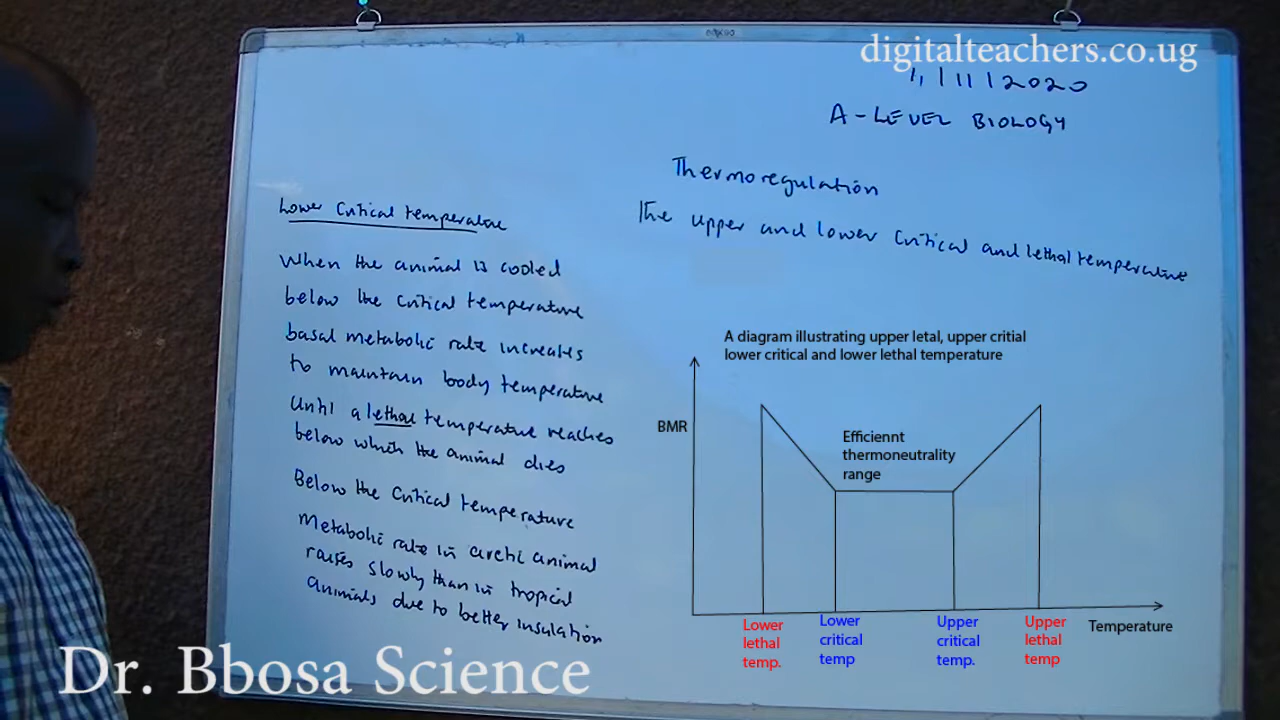 digitalteachers.co.ug
1, 11 | 2020
A-LEVEL BIOLOGY
Thermoregulation
The upper and lower Critical and lethal temperature
Lower Critical temperature
When the animal is cooled
below the critical temperature
basal metabolic rate increases
to maintain body temperature
Until a lethal temperature reaches
below which the animal dies
Below the Critical temperature
Metabolic rate in arctic animal
raises slowly than in tropical
animals due to better insulation
A diagram illustrating upper letal, upper critial
lower critical and lower lethal temperature
BMR
Efficiennt
thermoneutrality
range
Lower
lethal
temp.
Lower
critical
temp
Upper
critical
temp.
Upper
lethal
temp
Temperature
Dr. Bbosa Science